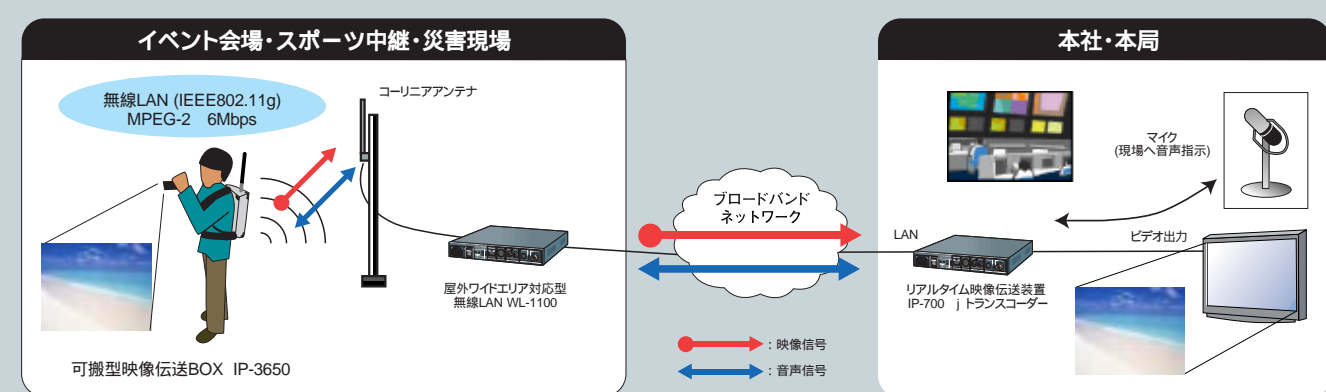 イベント会場・スポーツ中継・災害現場
無線LAN (IEEE802.11g)
MPEG-2 6Mbps
コーリニアアンテナ
屋外ワイドエリア対応型
無線LAN WL-1100
可搬型映像伝送BOX IP-3650
ブロードバンド
ネットワーク
：映像信号
：音声信号
本社・本局
マイク
(現場へ音声指示)
LAN
ビデオ出力
リアルタイム映像伝送装置
IP-700 j トランスコーダー